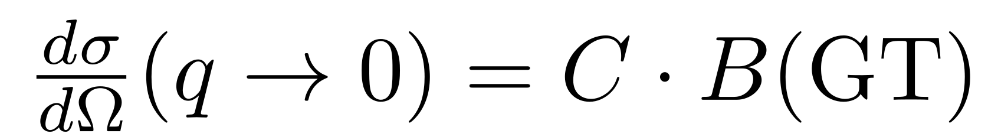 dσ/dΩ (q → 0) = C · B(GT)